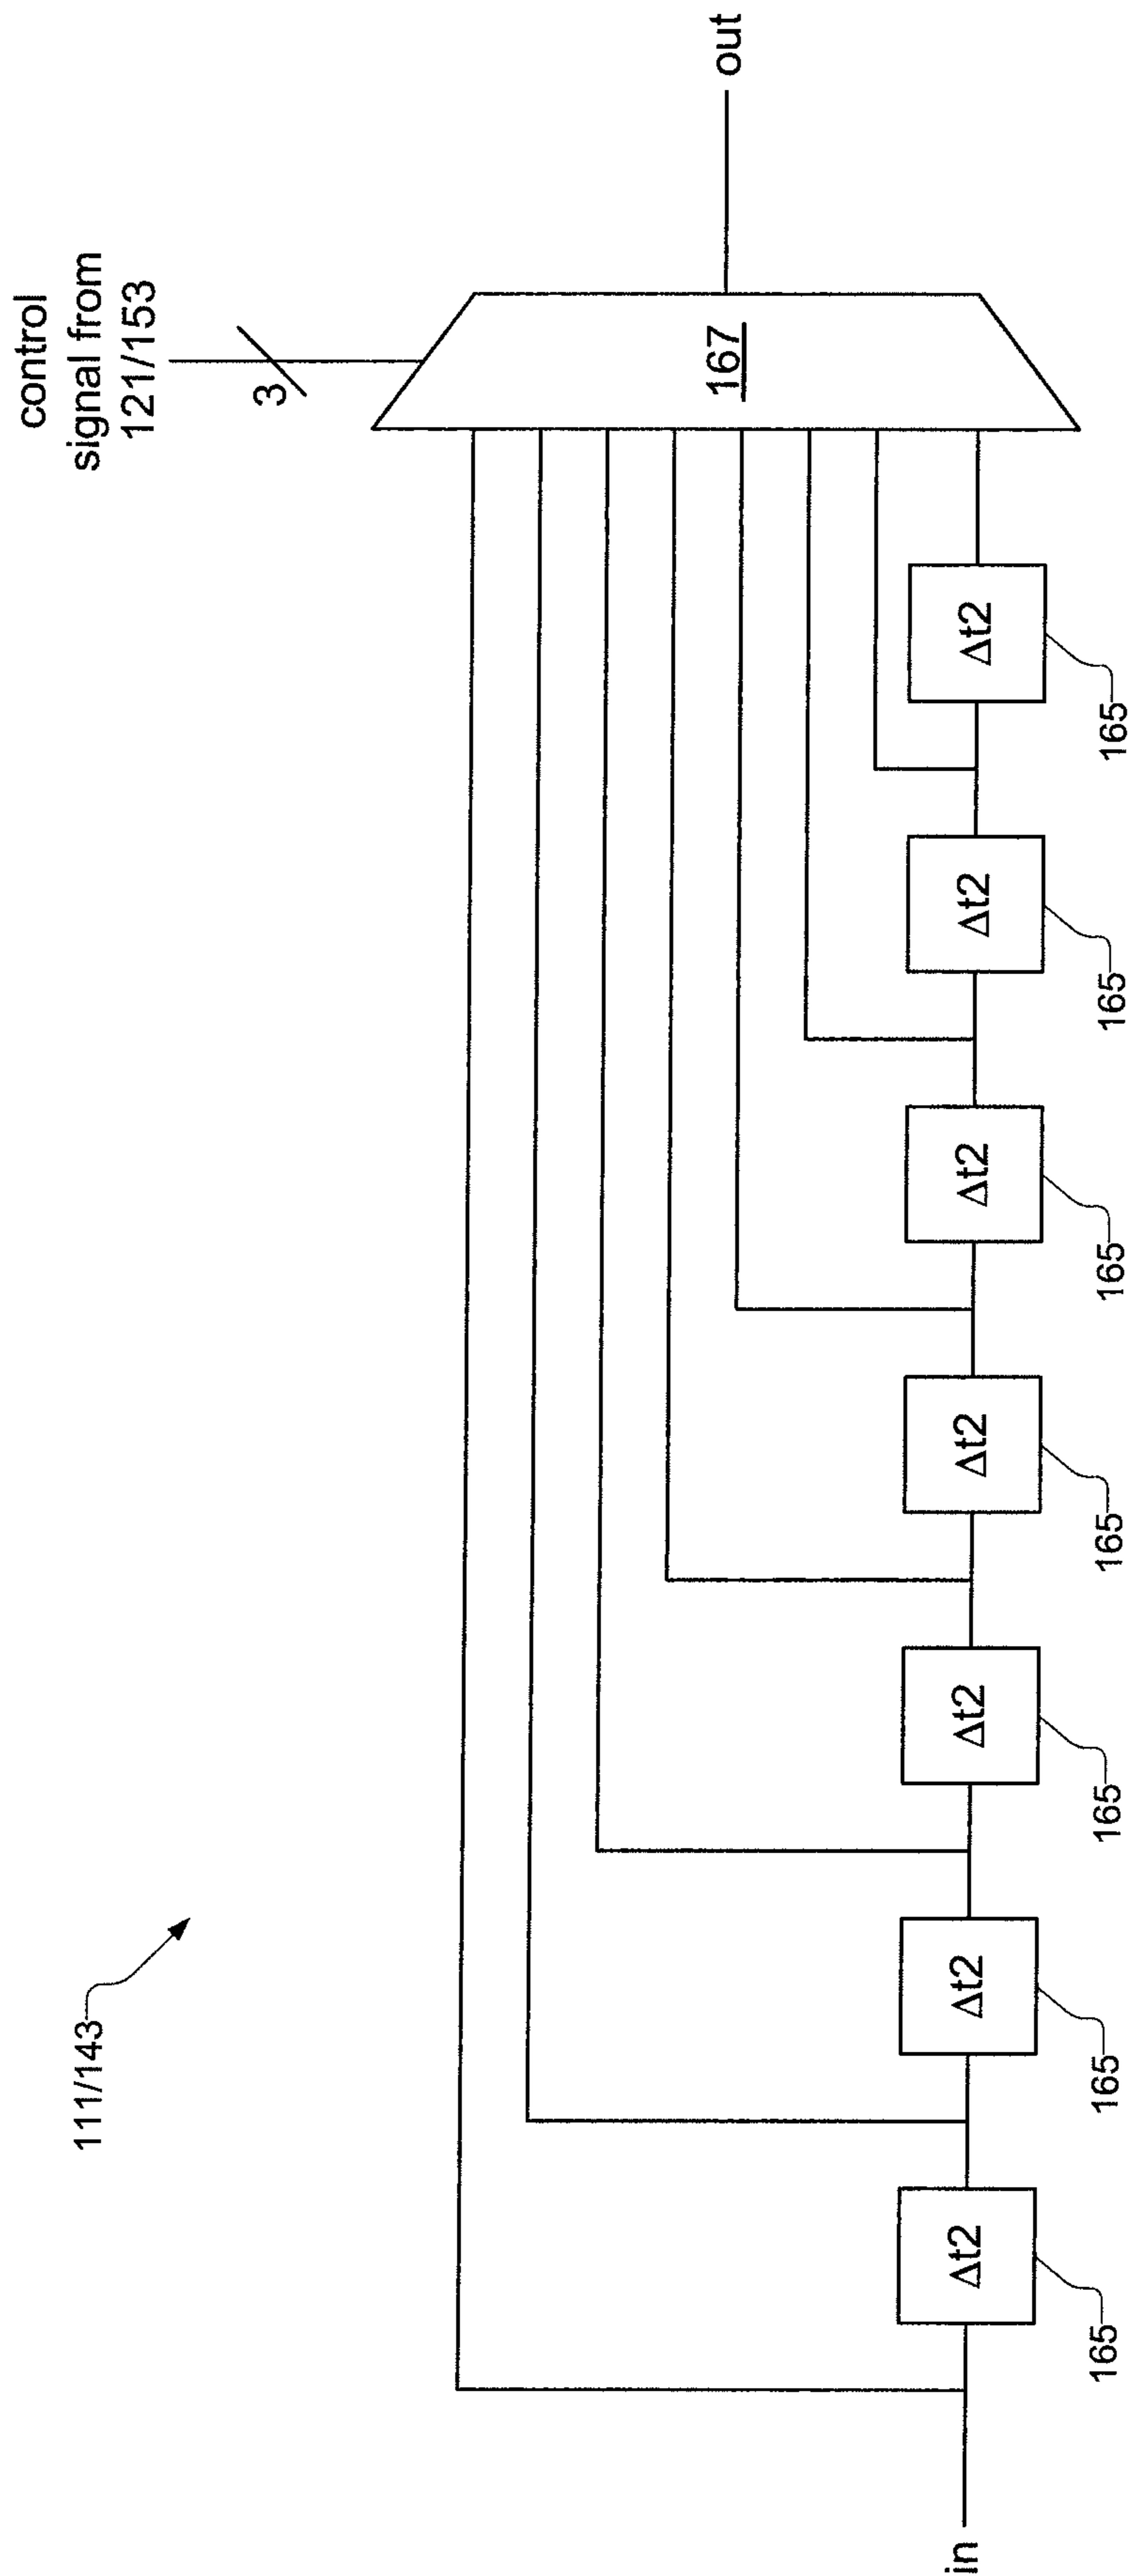 111/143
control
signal from
121/153
3
167
out
in
Δt2
Δt2
Δt2
Δt2
Δt2
Δt2
Δt2
165
165
165
165
165
165
165